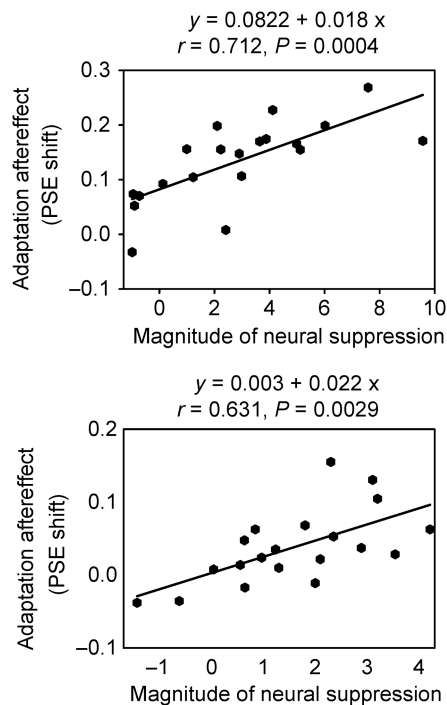 y = 0.0822 + 0.018 x
r = 0.712, P = 0.0004
Adaptation aftereffect
(PSE shift)
0.3
0.2
0.1
0.0
–0.1
0 2 4 6 8 10
Magnitude of neural suppression
y = 0.003 + 0.022 x
r = 0.631, P = 0.0029
Adaptation aftereffect
(PSE shift)
0.2
0.1
0.0
–0.1
–1 0 1 2 3 4
Magnitude of neural suppression